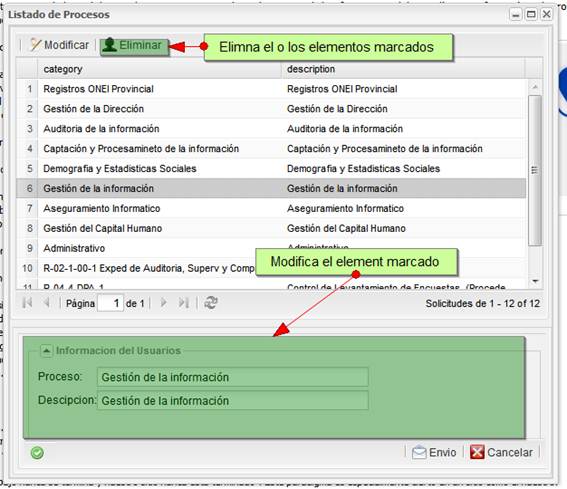 Listado de Procesos
Modificar Eliminar Elimna el o los elementos marcados
category description
1 Registros ONEI Provincial Registros ONEI Provincial
2 Gestión de la Dirección Gestión de la Dirección
3 Auditoria de la información Auditoria de la información
4 Captación y Procesamineto de la información Captación y Procesamineto de la información
5 Demografia y Estadisticas Sociales Demografia y Estadisticas Sociales
6 Gestión de la información Gestión de la información
7 Aseguramiento Informatico Aseguramiento Informatico
8 Gestión del Capital Humano Gestión del Capital Humano
9 Administrativo Administrativo
Modifica el element marcado
10 R-02-1-00-1 Exped de Auditoria, Superv y Comp
11 R-04-4 DPA 1 Control de Levantamiento de Encuestas (Procede
Página 1 de 1 Solicitudes de 1 - 12 of 12
Informacion del Usuarios
Proceso: Gestión de la información
Descipcion: Gestión de la información
Envio Cancelar